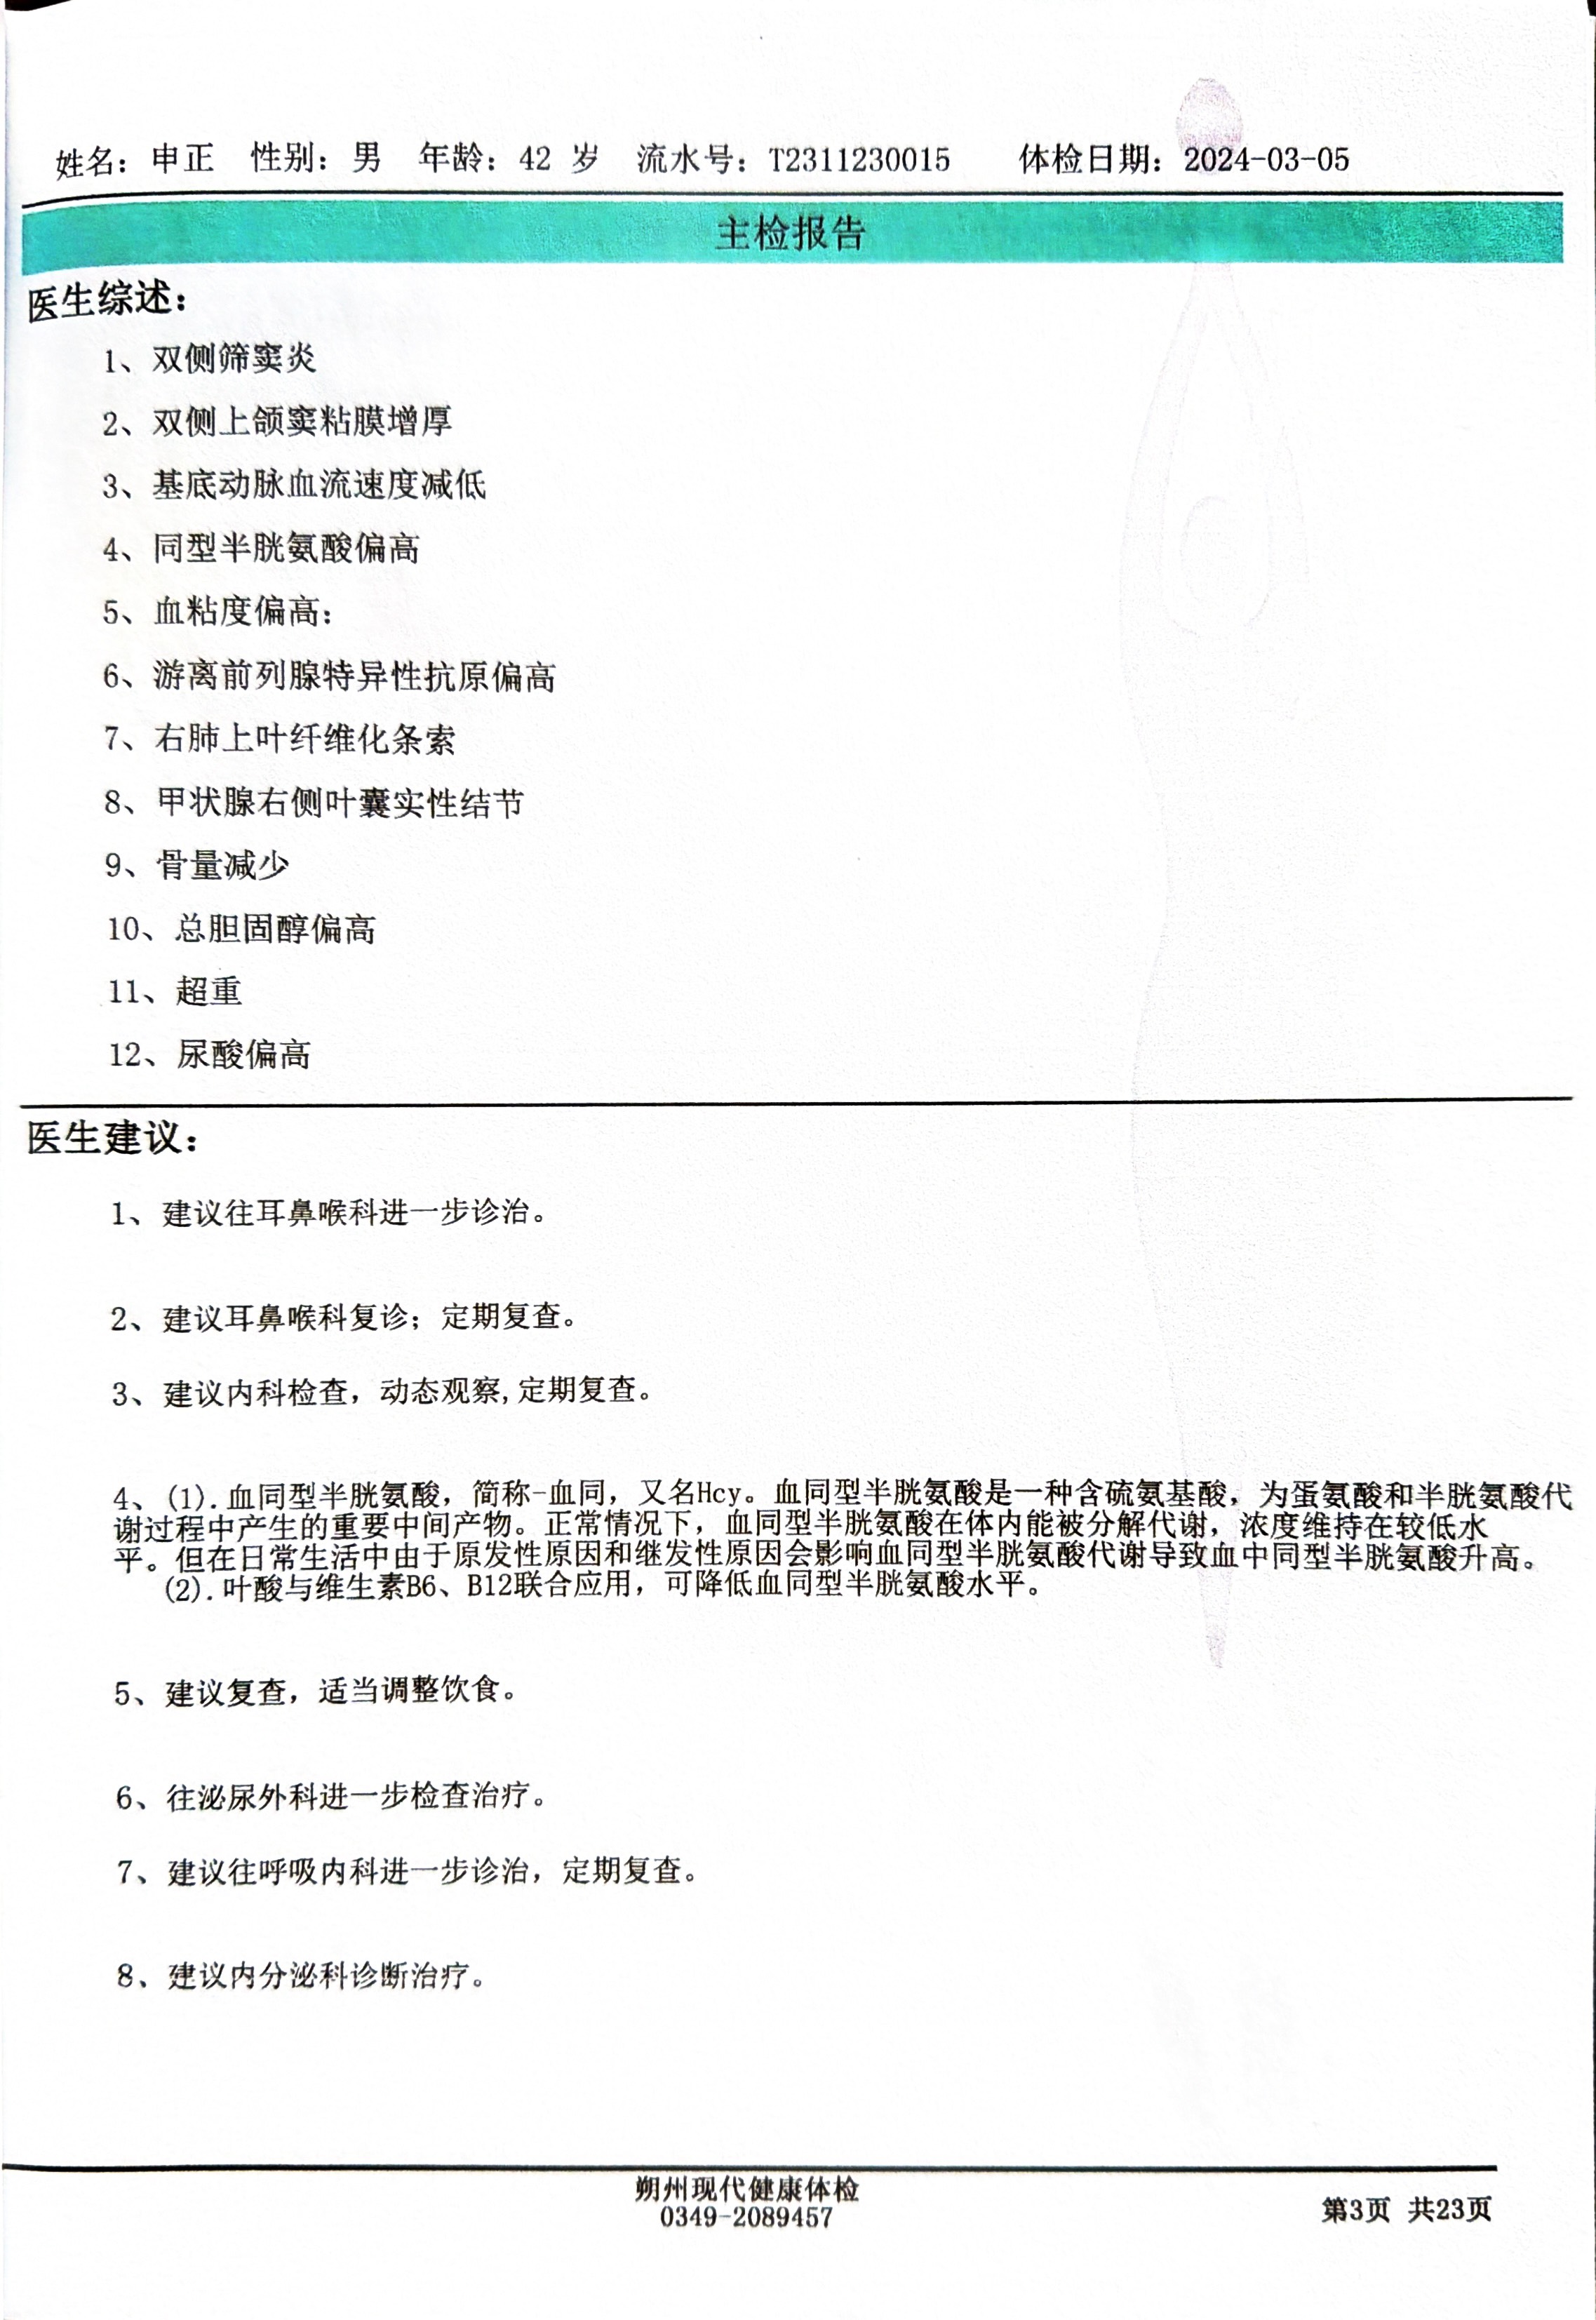 姓名：申正 性别：男 年龄：42 岁 流水号：T2311230015 体检日期：2024-03-05
主检报告
医生综述：
1、双侧筛窦炎
2、双侧上颌窦粘膜增厚
3、基底动脉血流速度减低
4、同型半胱氨酸偏高
5、血粘度偏高：
6、游离前列腺特异性抗原偏高
7、右肺上叶纤维化条索
8、甲状腺右侧叶囊实性结节
9、骨量减少
10、总胆固醇偏高
11、超重
12、尿酸偏高
医生建议：
1、建议往耳鼻喉科进一步诊治。
2、建议耳鼻喉科复诊；定期复查。
3、建议内科检查，动态观察,定期复查。
4、(1).血同型半胱氨酸，简称-血同，又名Hcy。血同型半胱氨酸是一种含硫氨基酸，为蛋氨酸和半胱氨酸代
谢过程中产生的重要中间产物。正常情况下，血同型半胱氨酸在体内能被分解代谢，浓度维持在较低水
平。但在日常生活中由于原发性原因和继发性原因会影响血同型半胱氨酸代谢导致血中同型半胱氨酸升高。
(2).叶酸与维生素B6、B12联合应用，可降低血同型半胱氨酸水平。
5、建议复查，适当调整饮食。
6、往泌尿外科进一步检查治疗。
7、建议往呼吸内科进一步诊治，定期复查。
8、建议内分泌科诊断治疗。
朔州现代健康体检
0349-2089457
第3页 共23页